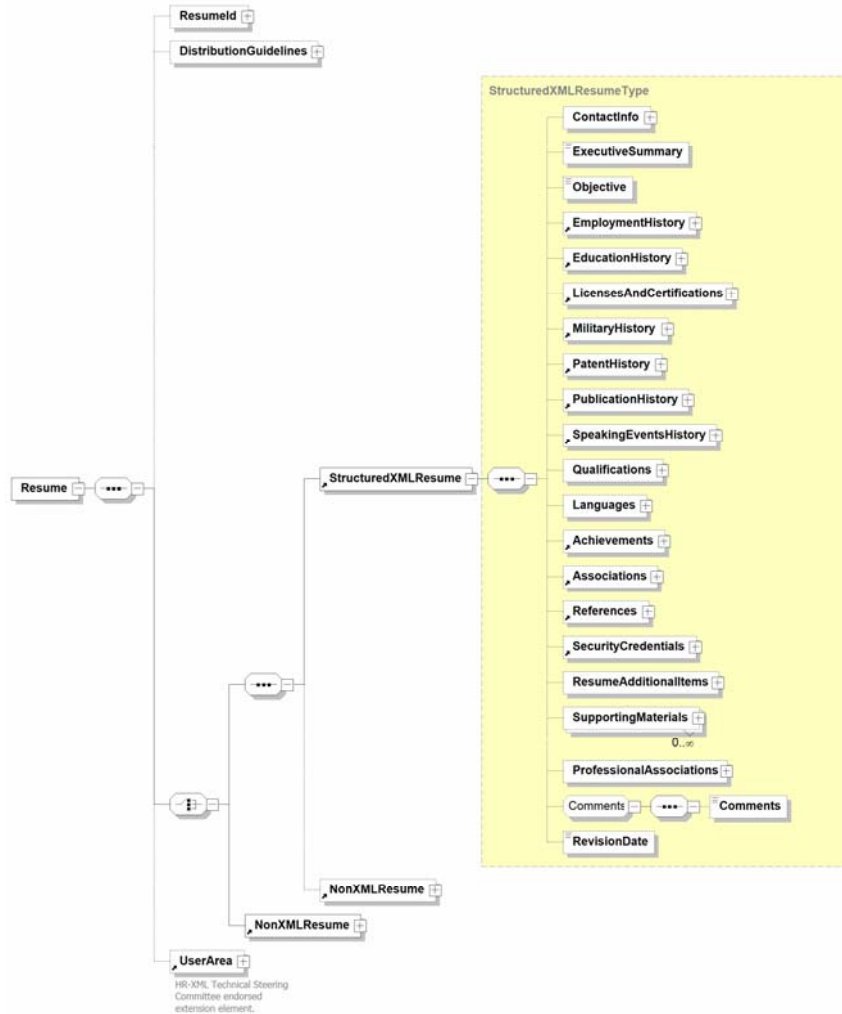 ResumeId
DistributionGuidelines
StructuredXMLResumeType
ContactInfo
ExecutiveSummary
Objective
EmploymentHistory
EducationHistory
LicensesAndCertifications
MilitaryHistory
PatentHistory
PublicationHistory
SpeakingEventsHistory
Resume
StructuredXMLResume
Qualifications
Languages
Achievements
Associations
References
SecurityCredentials
ResumeAdditionalItems
SupportingMaterials
0..∞
ProfessionalAssociations
Comments
Comments
RevisionDate
NonXMLResume
NonXMLResume
UserArea
HR-XML Technical Steering
Committee endorsed
extension element.